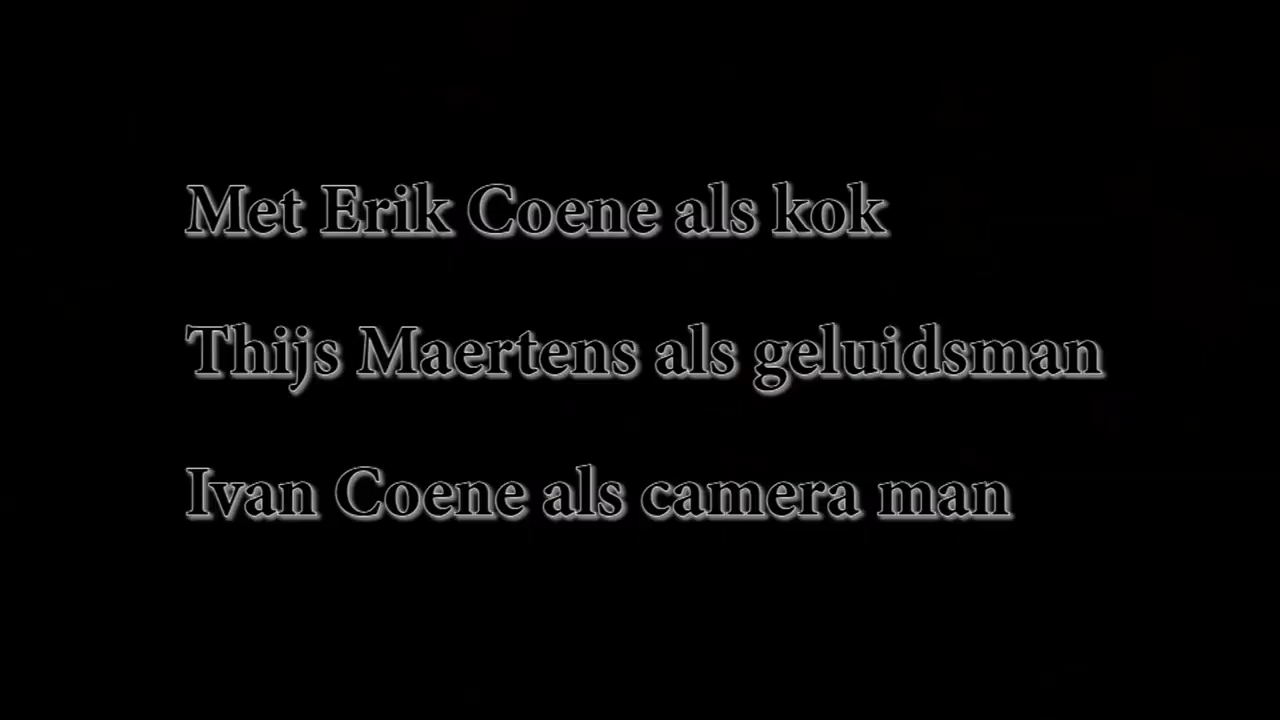 Met Erik Coene als kok
Thijs Maertens als geluidsman
Ivan Coene als camera man